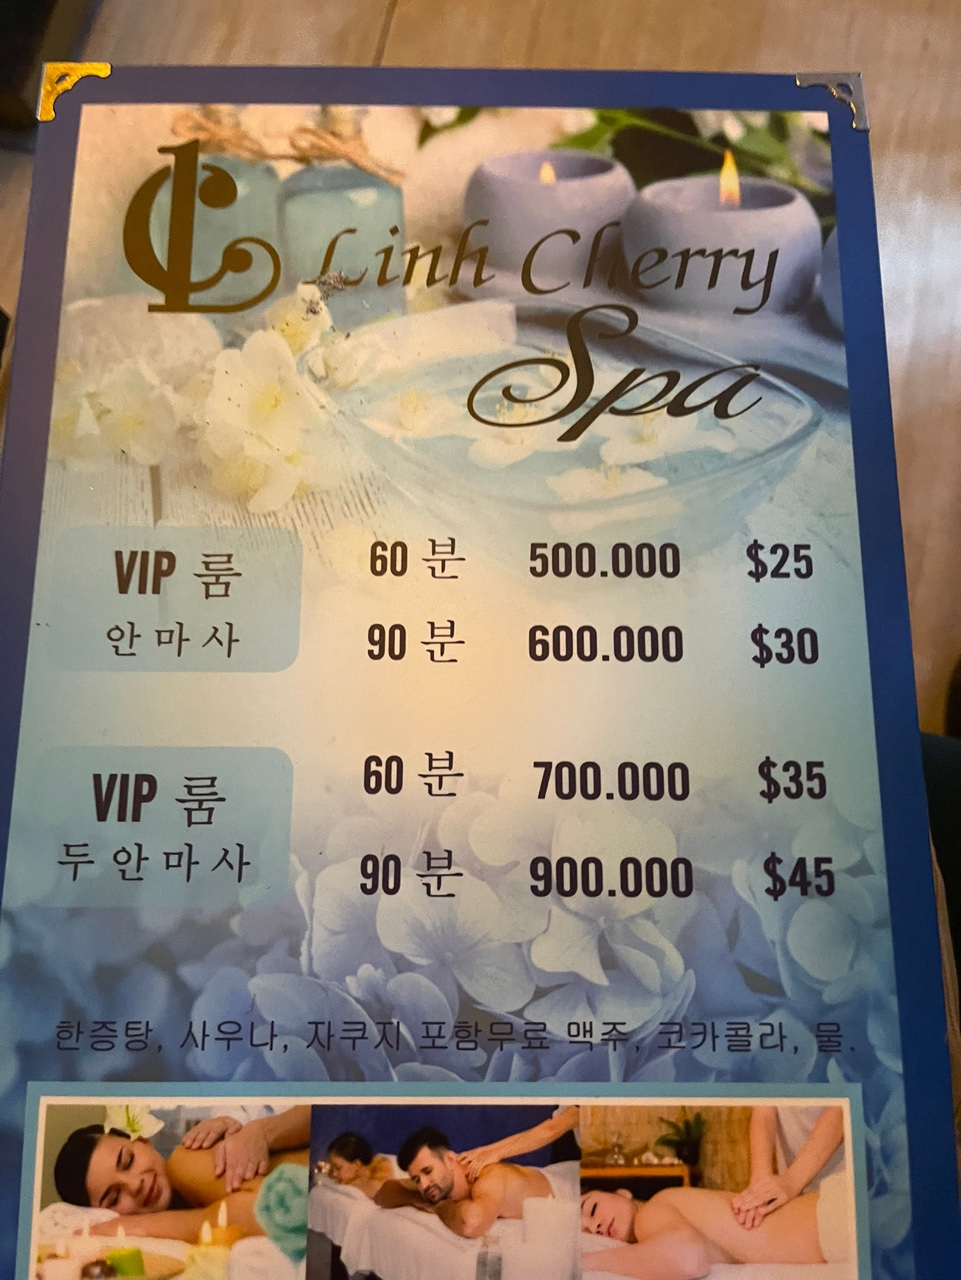 Linh Cherry
Spa
VIP 룸
안마사
60 분 500.000 $25
90 분 600.000 $30
VIP 룸
두 안마사
60 분 700.000 $35
90 분 900.000 $45
한증탕, 사우나, 자쿠지 포함무료 맥주, 코카콜라, 물.